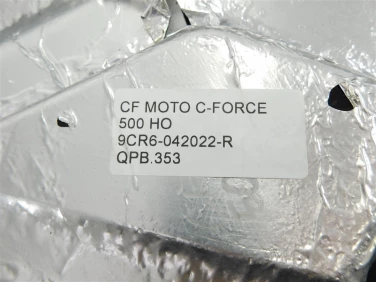 CF MOTO C-FORCE
500 HO
9CR6-042022-R
QPB.353